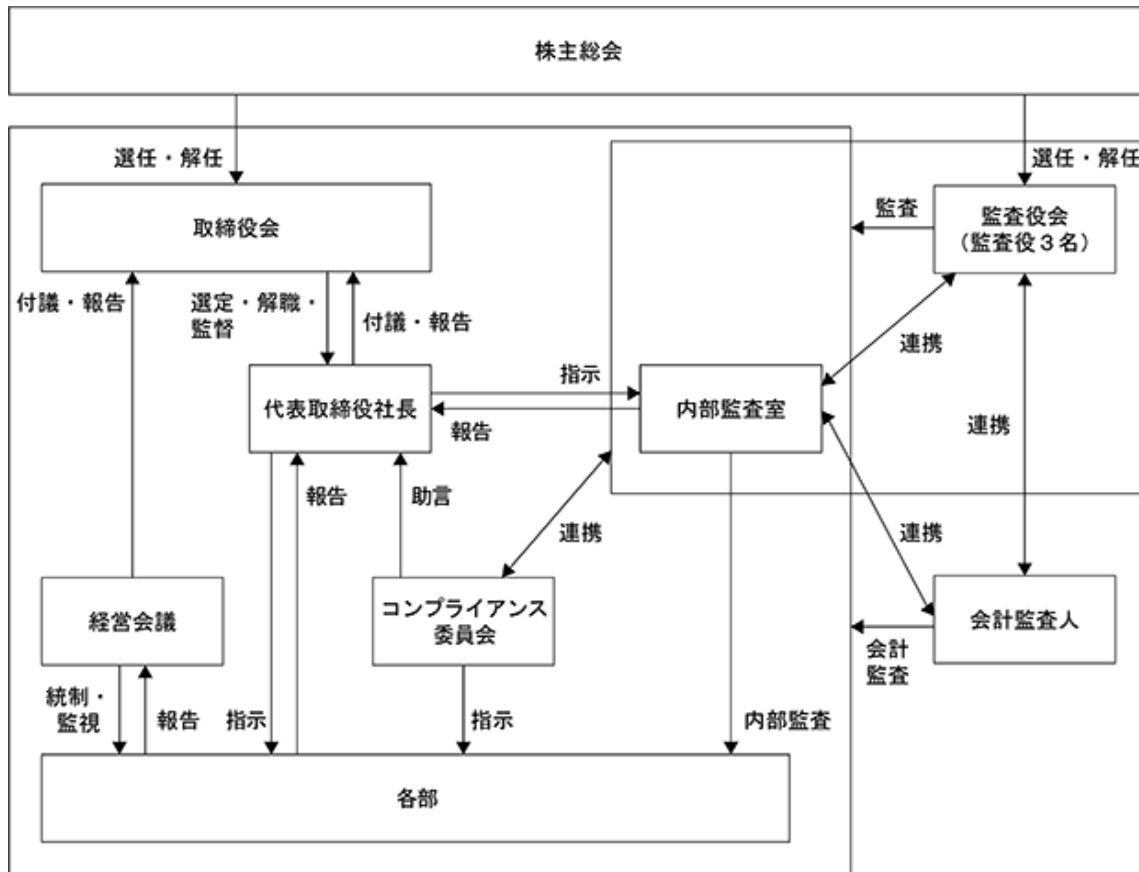 株主総会
選任・解任
選任・解任
取締役会
監査
監査役会
（監査役３名）
付議・報告
選定・解職・
監督
付議・報告
連携
指示
代表取締役社長
内部監査室
報告
連携
報告
助言
連携
連携
経営会議
コンプライアンス
委員会
会計監査人
会計
監査
統制・
監視
報告
指示
指示
内部監査
各部